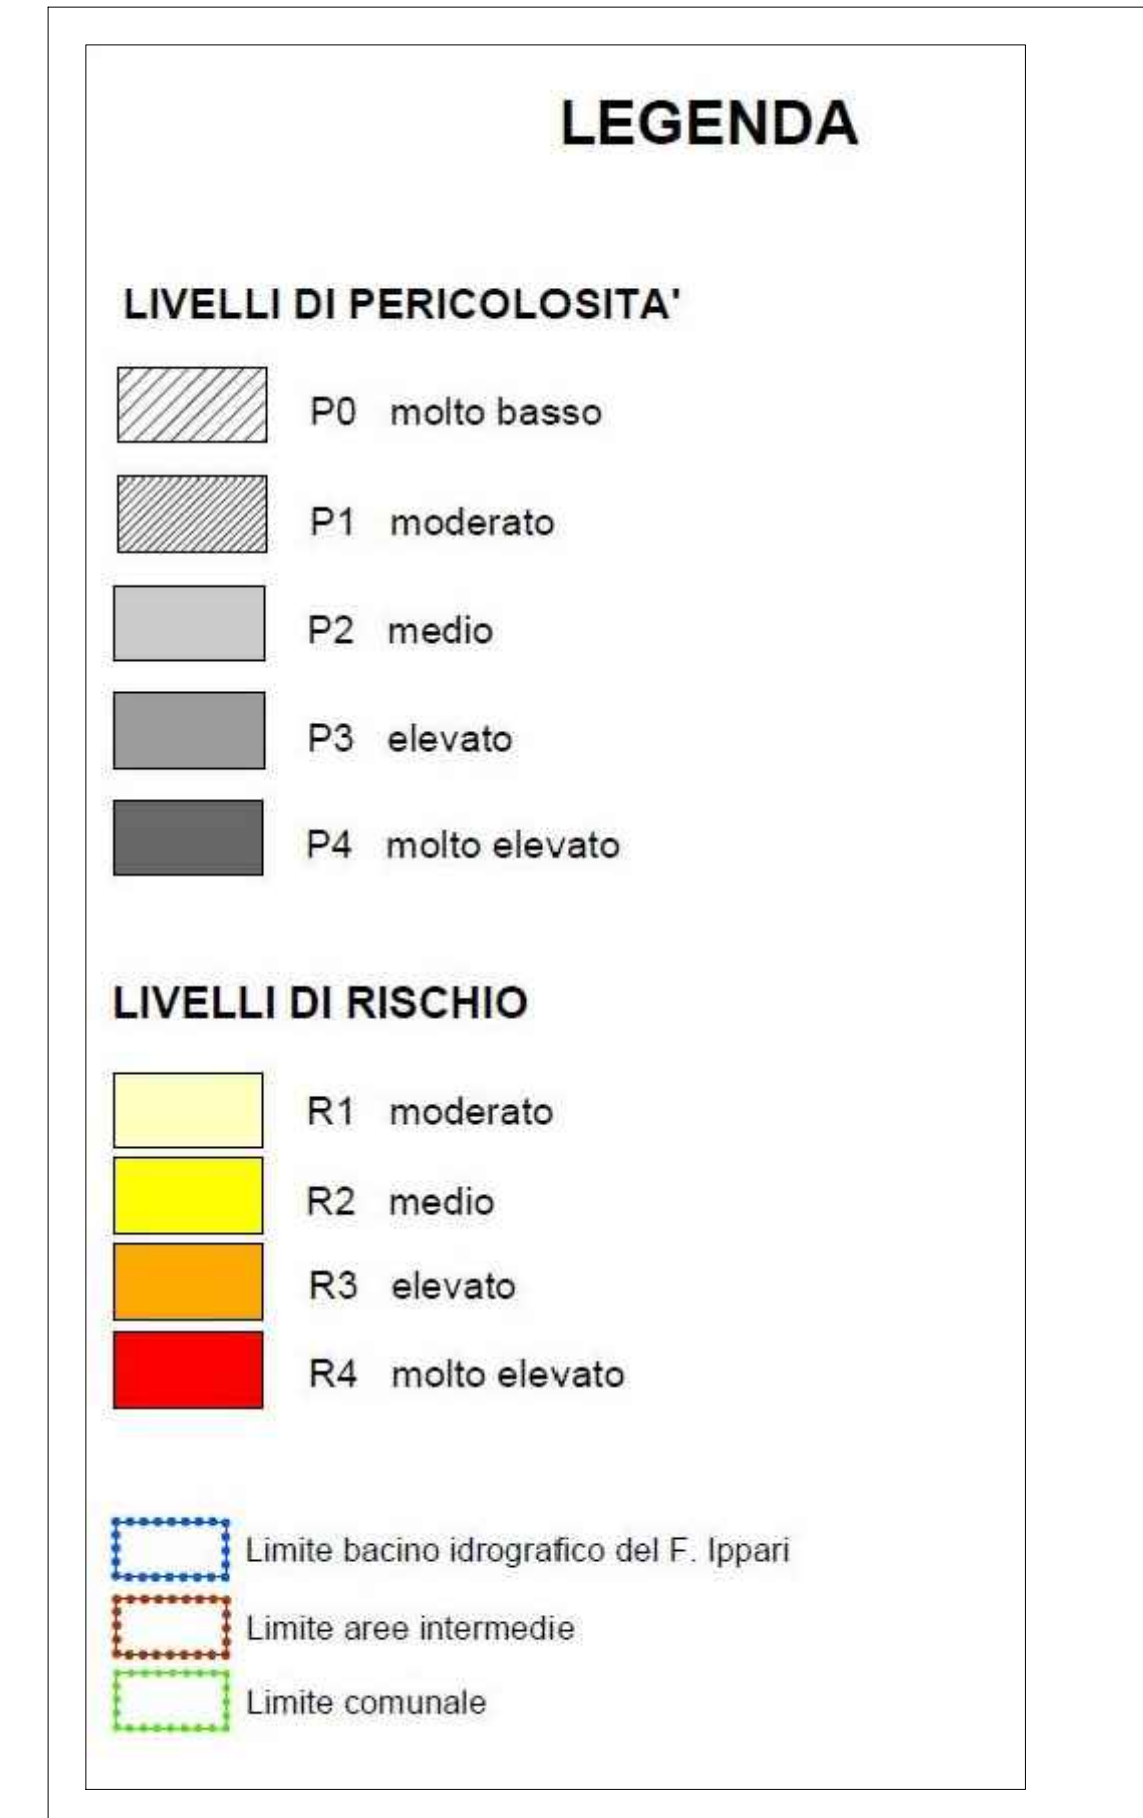 LEGENDA
LIVELLI DI PERICOLOSITA'
P0 molto basso
P1 moderato
P2 medio
P3 elevato
P4 molto elevato
LIVELLI DI RISCHIO
R1 moderato
R2 medio
R3 elevato
R4 molto elevato
Limite bacino idrografico del F. Ippari
Limite aree intermedie
Limite comunale